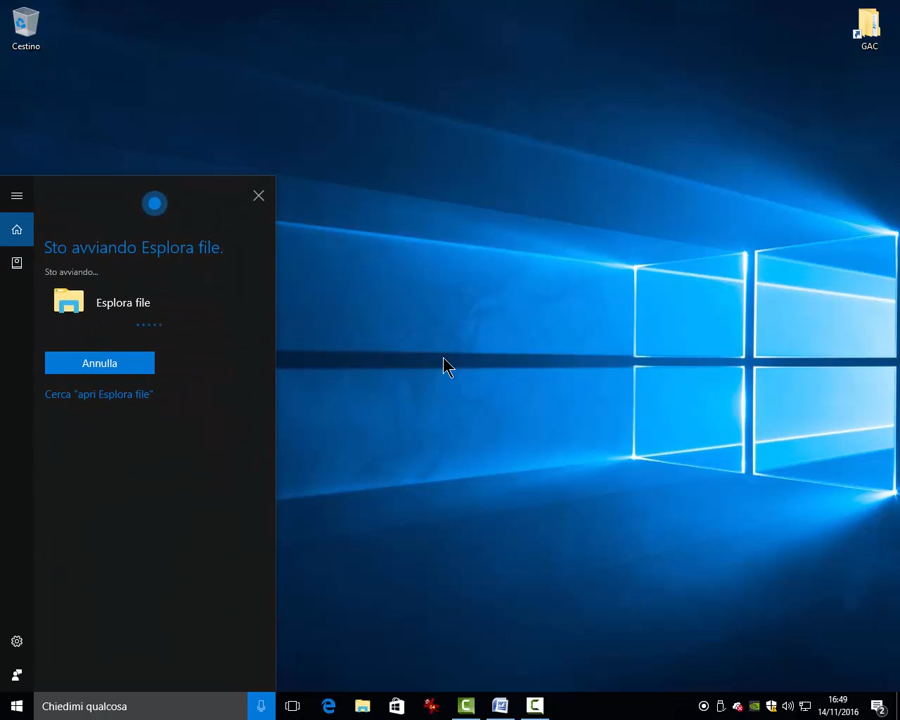 Cestino
GAC
Sto avviando Esplora file.
Sto avviando...
Esplora file
Annulla
Cerca "apri Esplora file"
Chiedimi qualcosa
16:49
14/11/2016
2